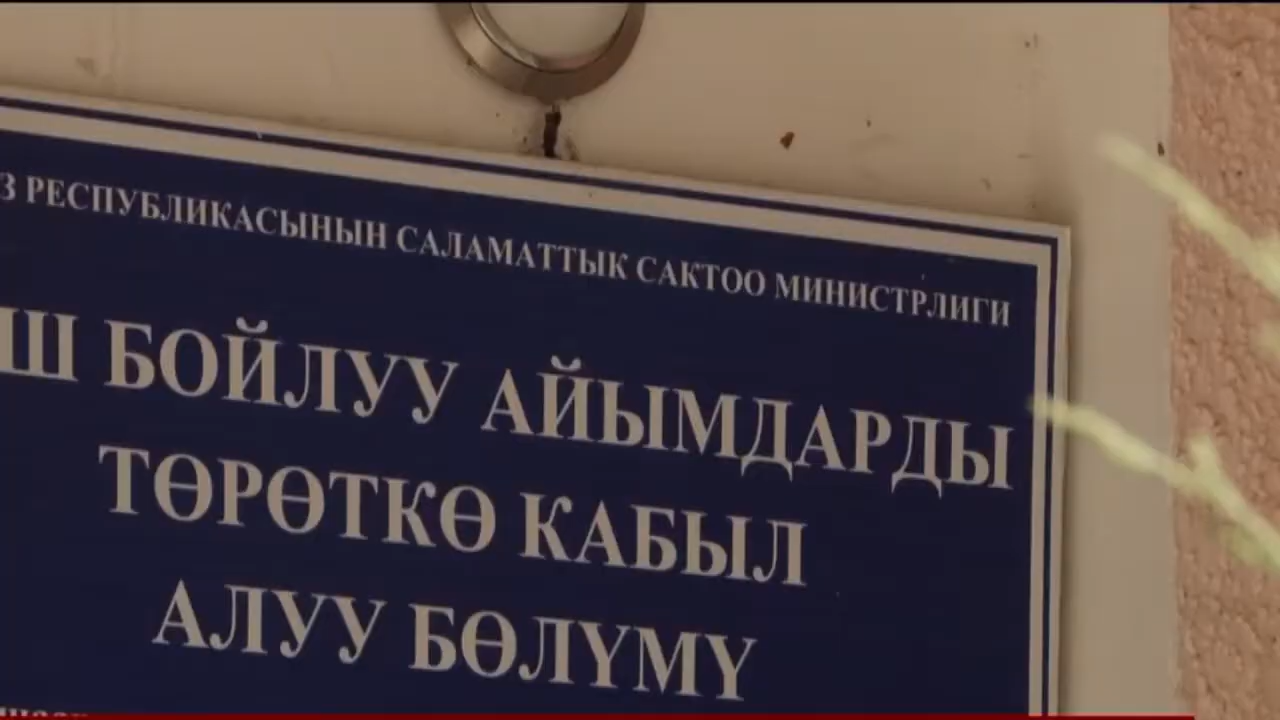 З РЕСПУБЛИКАСЫНЫН САЛАМАТТЫК САКТОО МИНИСТРЛИГИ
Ш БОЙЛУУ АЙЫМДАРДЫ
ТӨРӨТКӨ КАБЫЛ
АЛУУ БӨЛҮМҮ